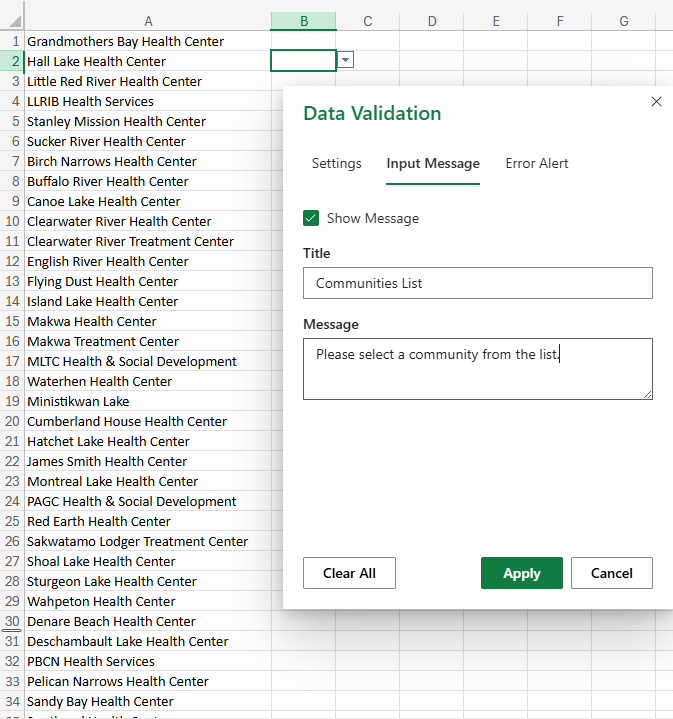 A B C D E F G
1 Grandmothers Bay Health Center
2 Hall Lake Health Center
3 Little Red River Health Center
4 LLRIB Health Services
5 Stanley Mission Health Center
6 Sucker River Health Center
7 Birch Narrows Health Center
8 Buffalo River Health Center
9 Canoe Lake Health Center
10 Clearwater River Health Center
11 Clearwater River Treatment Center
12 English River Health Center
13 Flying Dust Health Center
14 Island Lake Health Center
15 Makwa Health Center
16 Makwa Treatment Center
17 MLTC Health & Social Development
18 Waterhen Health Center
19 Ministikwan Lake
20 Cumberland House Health Center
21 Hatchet Lake Health Center
22 James Smith Health Center
23 Montreal Lake Health Center
24 PAGC Health & Social Development
25 Red Earth Health Center
26 Sakwatamo Lodger Treatment Center
27 Shoal Lake Health Center
28 Sturgeon Lake Health Center
29 Wahpeton Health Center
30 Denare Beach Health Center
31 Deschambault Lake Health Center
32 PBCN Health Services
33 Pelican Narrows Health Center
34 Sandy Bay Health Center
Data Validation
Settings Input Message Error Alert
Show Message
Title
Communities List
Message
Please select a community from the list.
Clear All Apply Cancel